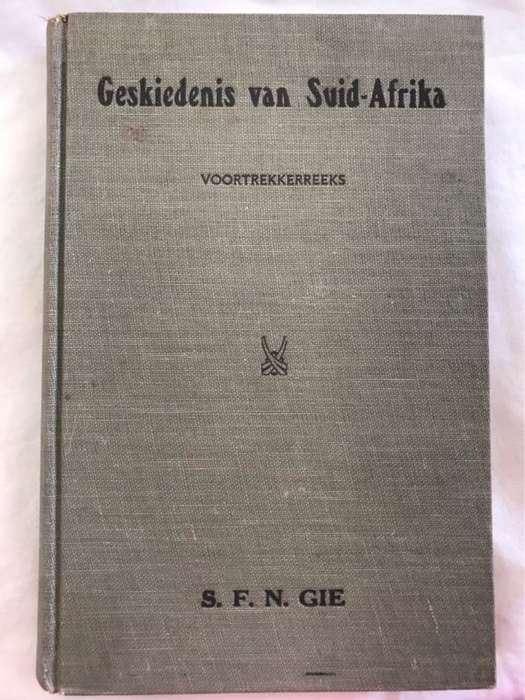 Geskiedenis van Suid-Afrika
VOORTREKKERREEKS
S. F. N. GIE